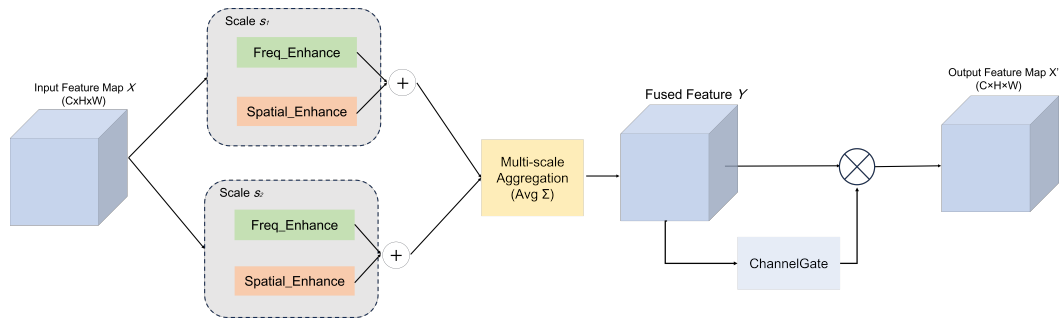 Input Feature Map X
(CxHxW)
Scale s₁
Freq_Enhance
Spatial_Enhance
+
Scale s₂
Freq_Enhance
Spatial_Enhance
+
Multi-scale
Aggregation
(Avg Σ)
Fused Feature Y
ChannelGate
Output Feature Map X'
(C×H×W)